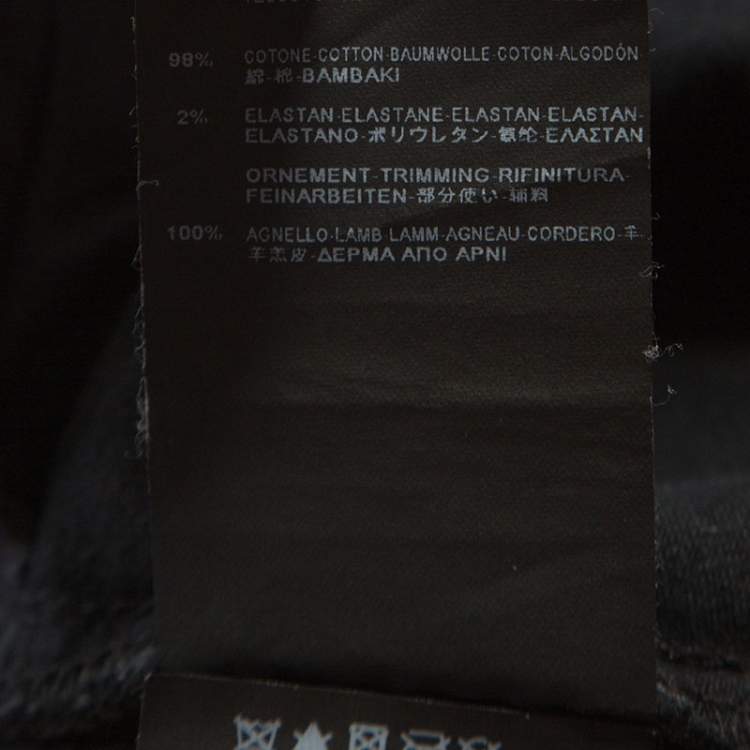 98% COTONE-COTTON-BAUMWOLLE-COTON-ALGODÓN
綿-棉-BAMBAKI
2% ELASTAN-ELASTANE-ELASTAN-ELASTAN-
ELASTANO-ポリウレタン-氨纶-ΕΛΑΣΤΑΝ
ORNEMENT-TRIMMING-RIFINITURA-
FEINARBEITEN-部分使い-辅料
100% AGNELLO-LAMB LAMM-AGNEAU-CORDERO-羊
羊羔皮-ΔΕΡΜΑ ΑΠΟ ΑΡΝΙ